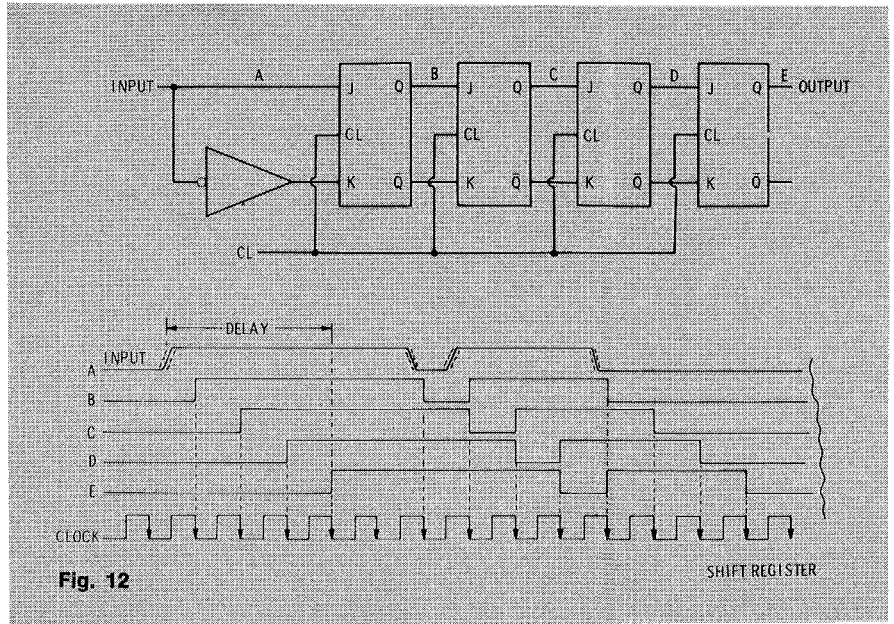 A B C D E
INPUT J Q J Q J Q J Q OUTPUT
CL CL CL CL
K Q̅ K Q̅ K Q̅ K Q̅
CL
DELAY
INPUT
A
B
C
D
E
CLOCK
SHIFT REGISTER
Fig. 12